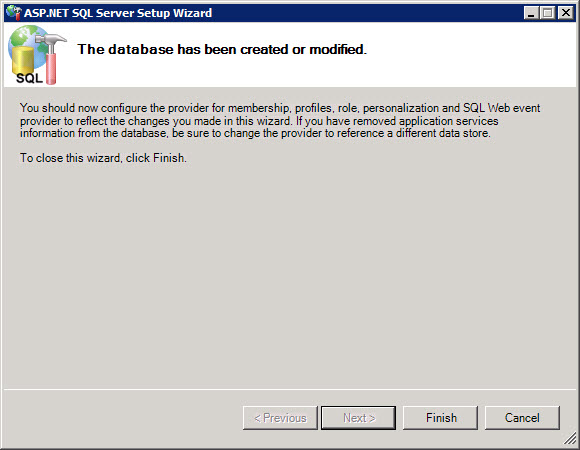 ASP.NET SQL Server Setup Wizard
The database has been created or modified.
SQL
You should now configure the provider for membership, profiles, role, personalization and SQL Web event
provider to reflect the changes you made in this wizard. If you have removed application services
information from the database, be sure to change the provider to reference a different data store.
To close this wizard, click Finish.
< Previous Next > Finish Cancel